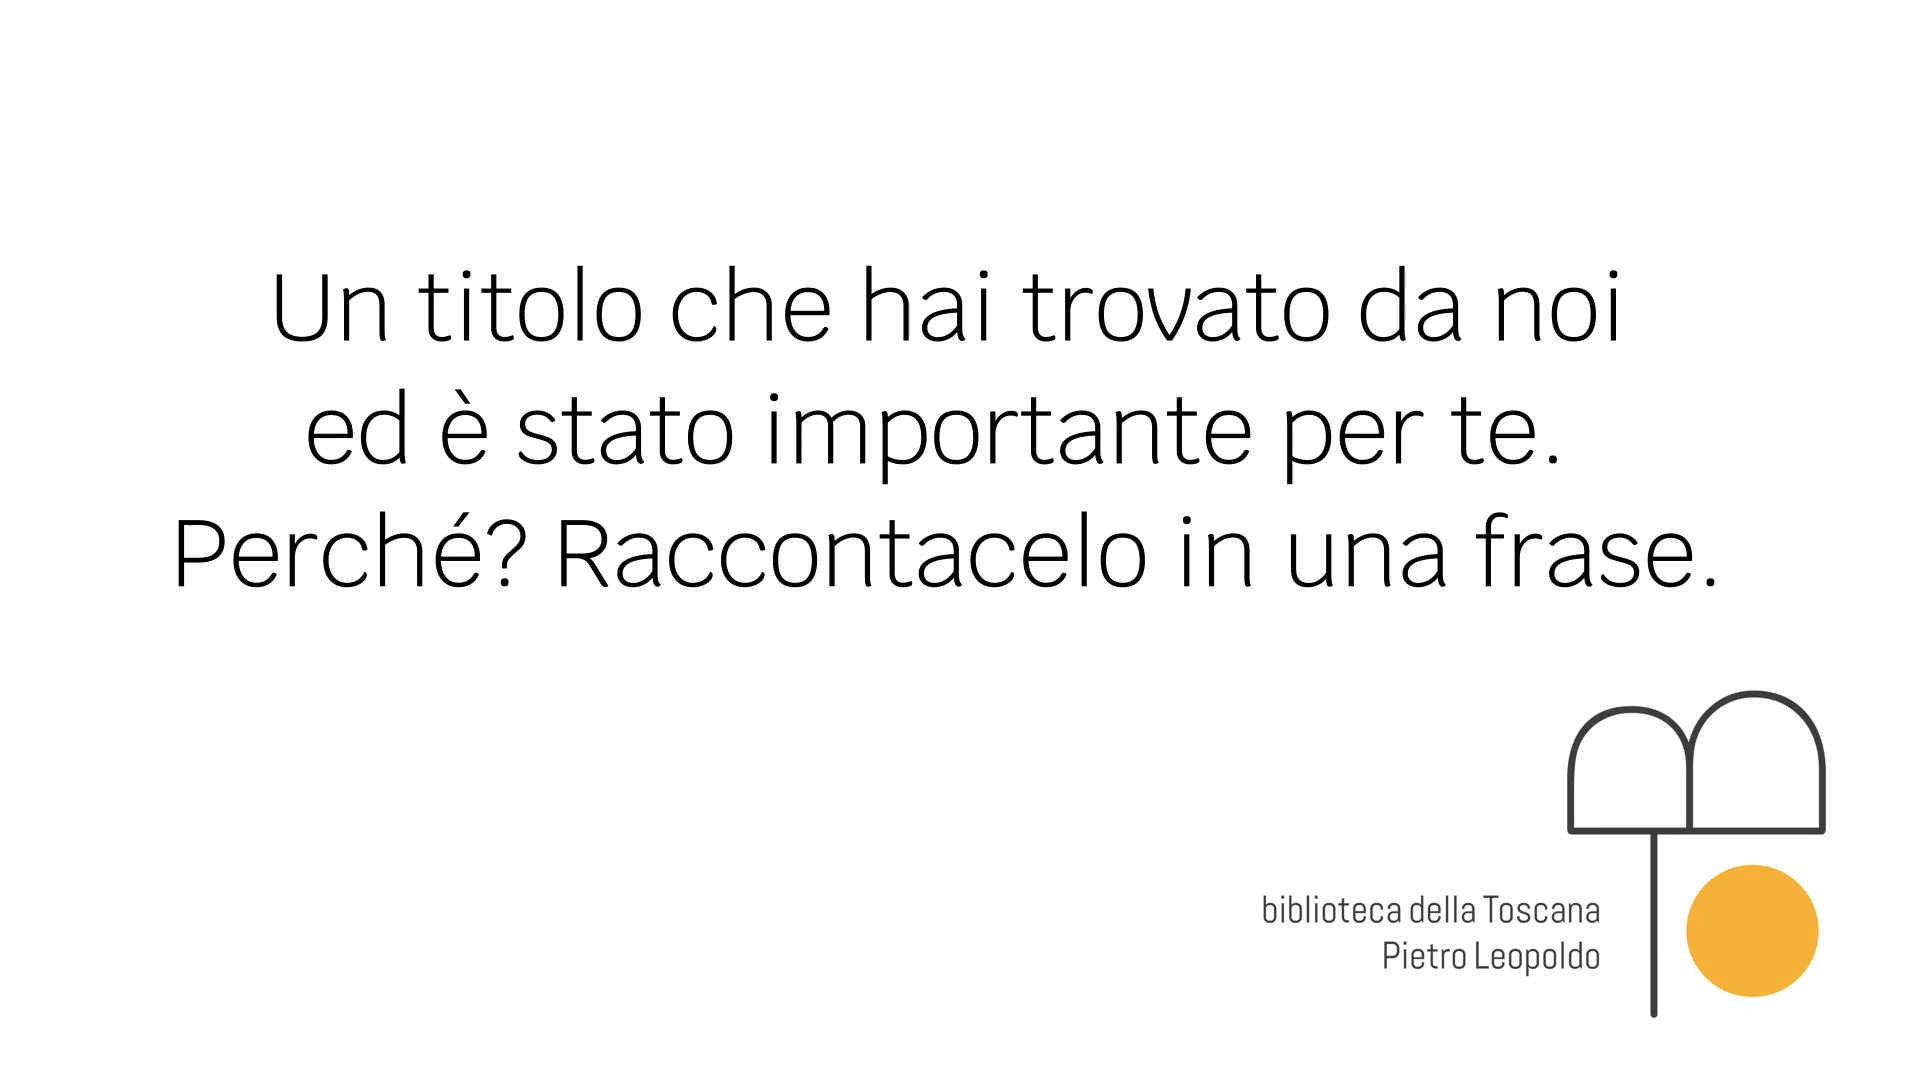 Un titolo che hai trovato da noi
ed è stato importante per te.
Perché? Raccontacelo in una frase.
biblioteca della Toscana
Pietro Leopoldo